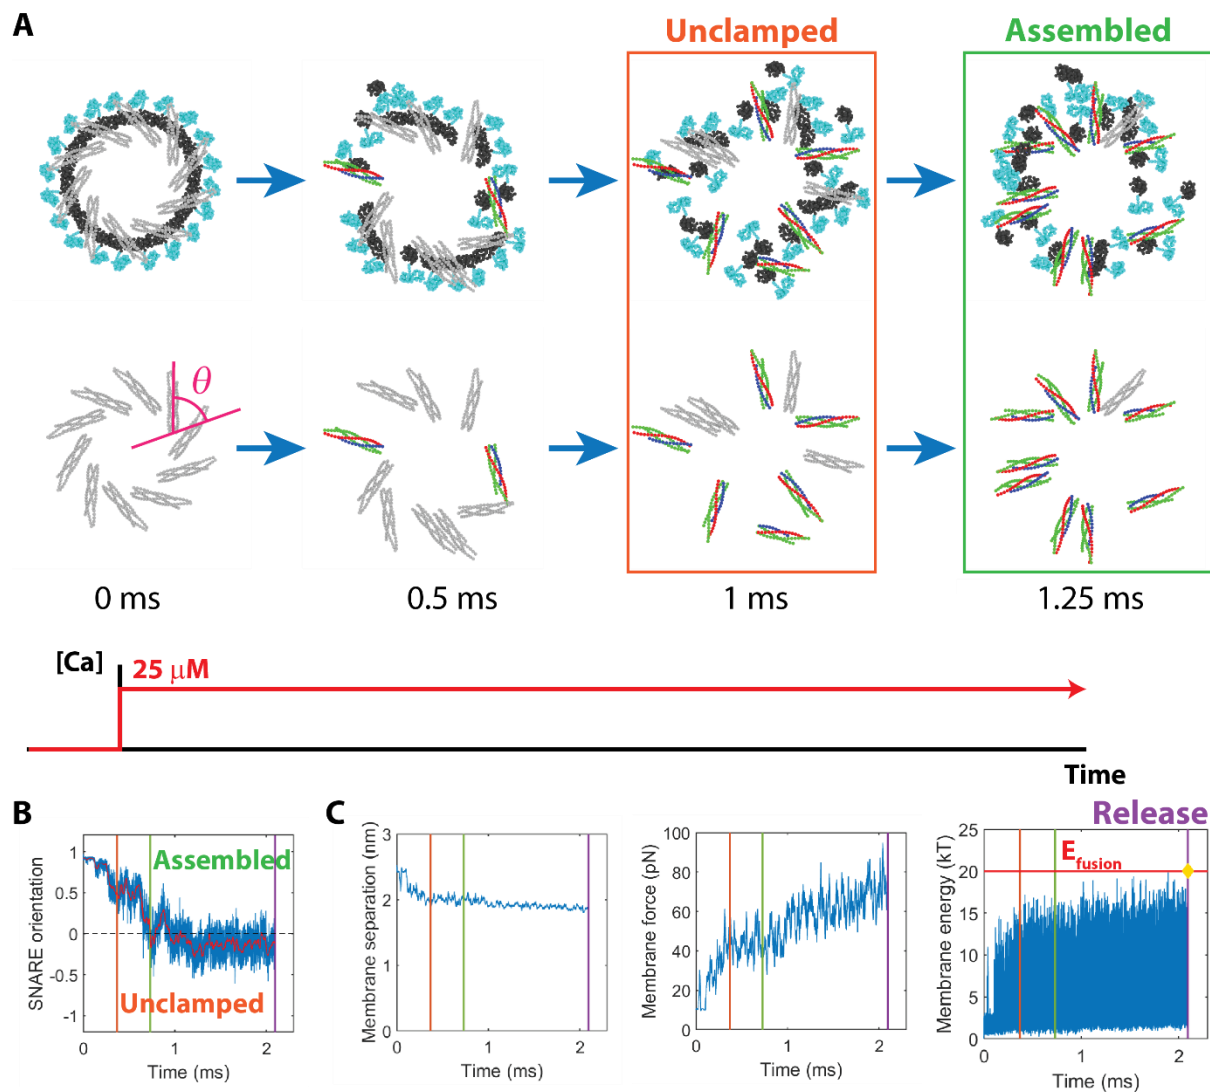 A
Unclamped
Assembled
θ
0 ms
0.5 ms
1 ms
1.25 ms
[Ca]
25 μM
Time
B
C
Release
SNARE orientation
1
0.5
0
-0.5
-1
Assembled
Unclamped
0 1 2
Time (ms)
Membrane separation (nm)
3
2
1
0
0 1 2
Time (ms)
Membrane force (pN)
100
80
60
40
20
0
0 1 2
Time (ms)
Membrane energy (kT)
25
20
15
10
5
0
E_fusion
0 1 2
Time (ms)